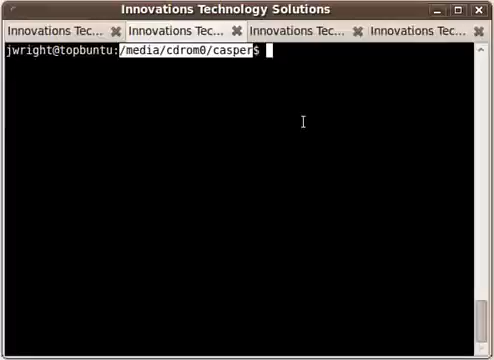 Innovations Technology Solutions
Innovations Tec... Innovations Tec... Innovations Tec... Innovations Tec...
jwright@topbuntu:/media/cdrom0/casper$